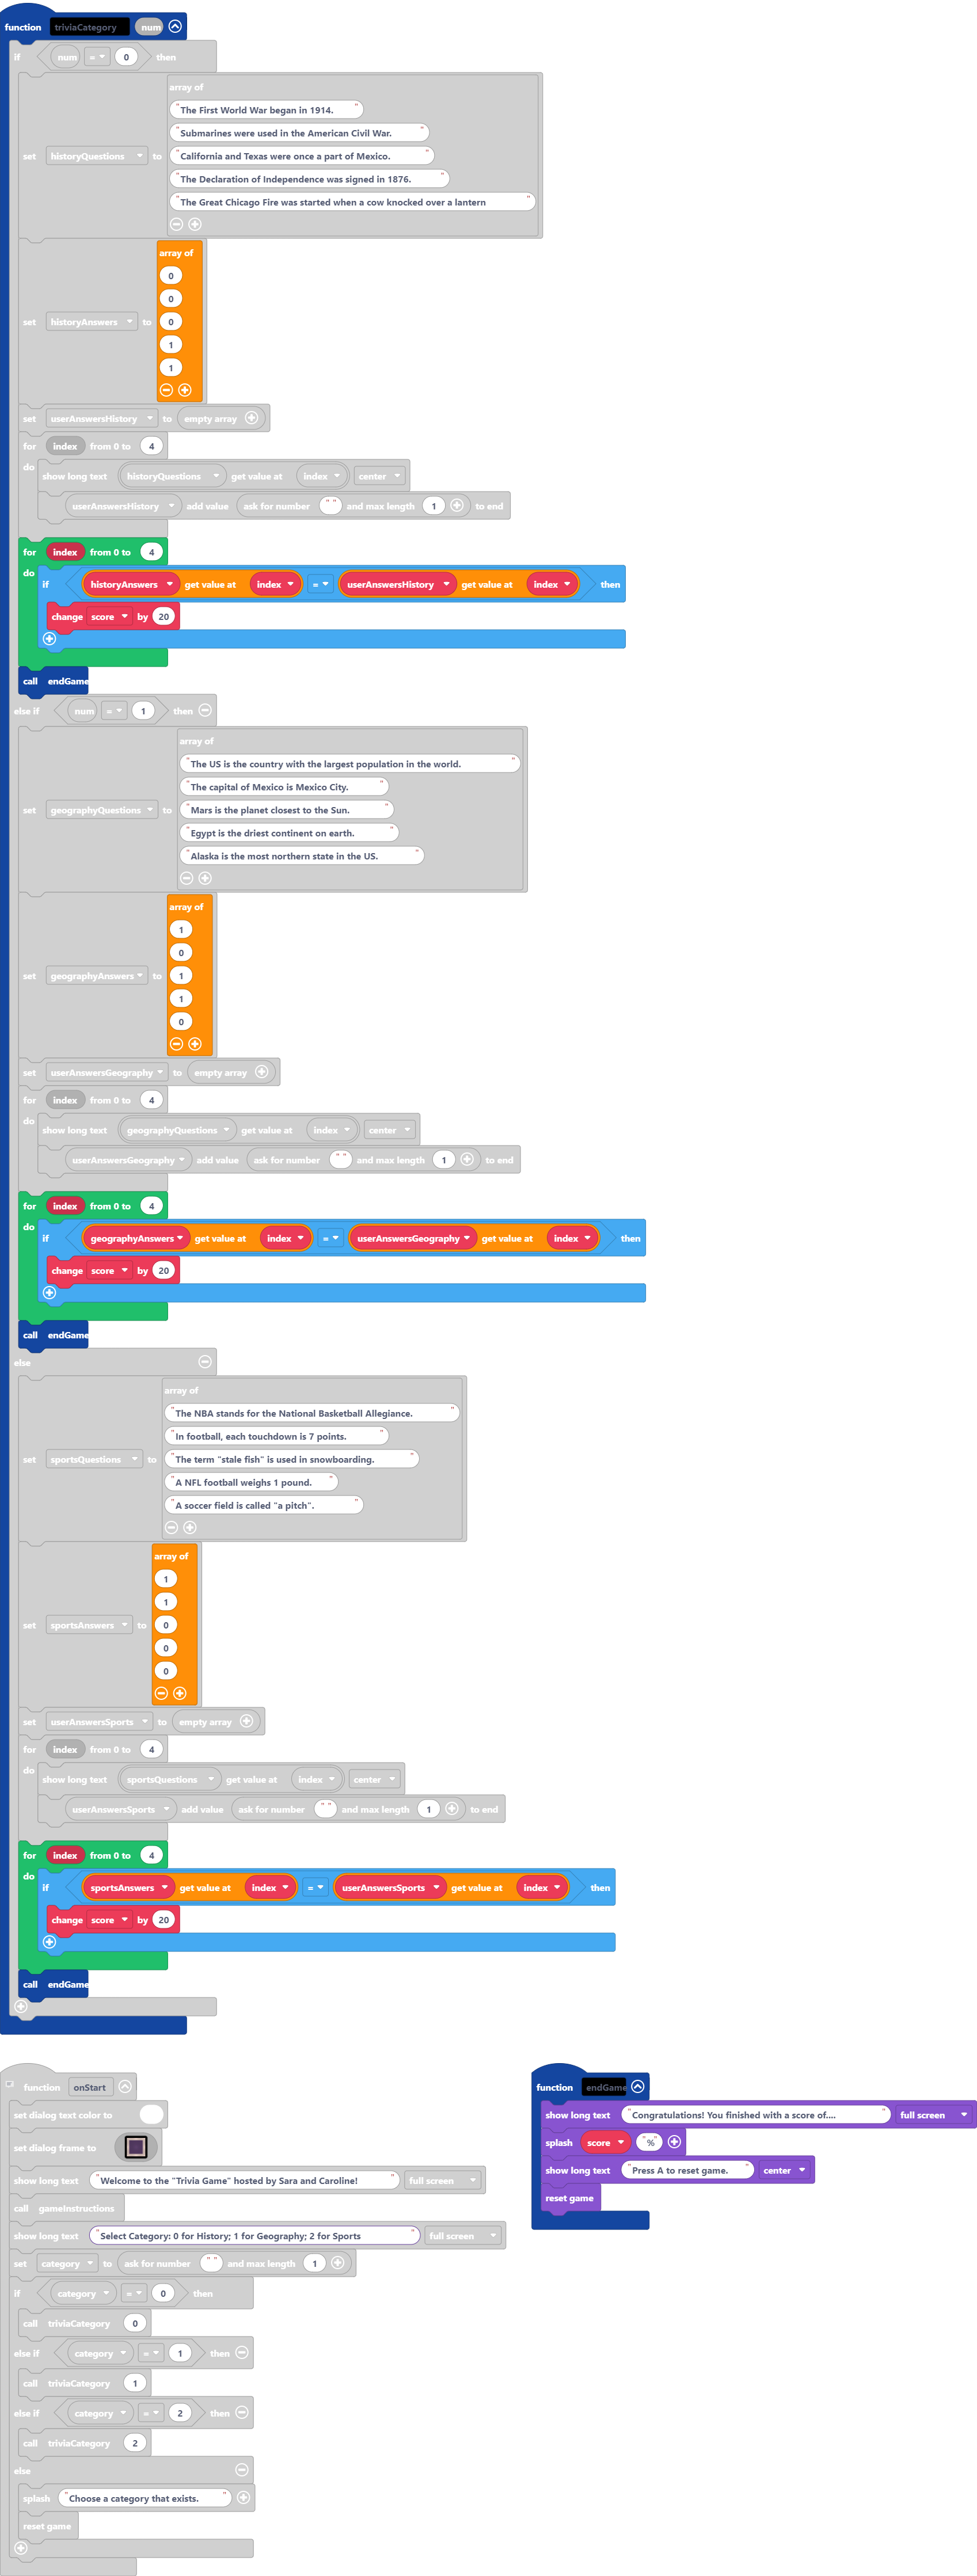 function triviaCategory num
if num = 0 then
array of
"The First World War began in 1914. "
"Submarines were used in the American Civil War. "
set historyQuestions to "California and Texas were once a part of Mexico. "
"The Declaration of Independence was signed in 1876. "
"The Great Chicago Fire was started when a cow knocked over a lantern "
array of
0
0
set historyAnswers to 0
1
1
set userAnswersHistory to empty array
for index from 0 to 4
do
show long text historyQuestions get value at index center
userAnswersHistory add value ask for number " " and max length 1 to end
for index from 0 to 4
do
if historyAnswers get value at index = userAnswersHistory get value at index then
change score by 20
call endGame
else if num = 1 then
array of
"The US is the country with the largest population in the world. "
"The capital of Mexico is Mexico City. "
set geographyQuestions to "Mars is the planet closest to the Sun. "
"Egypt is the driest continent on earth. "
"Alaska is the most northern state in the US. "
array of
1
0
set geographyAnswers to 1
1
0
set userAnswersGeography to empty array
for index from 0 to 4
do
show long text geographyQuestions get value at index center
userAnswersGeography add value ask for number " " and max length 1 to end
for index from 0 to 4
do
if geographyAnswers get value at index = userAnswersGeography get value at index then
change score by 20
call endGame
else
array of
"The NBA stands for the National Basketball Allegiance. "
"In football, each touchdown is 7 points. "
set sportsQuestions to "The term "stale fish" is used in snowboarding. "
"A NFL football weighs 1 pound. "
"A soccer field is called "a pitch". "
array of
1
1
set sportsAnswers to 0
0
0
set userAnswersSports to empty array
for index from 0 to 4
do
show long text sportsQuestions get value at index center
userAnswersSports add value ask for number " " and max length 1 to end
for index from 0 to 4
do
if sportsAnswers get value at index = userAnswersSports get value at index then
change score by 20
call endGame
function onStart
set dialog text color to
set dialog frame to
show long text "Welcome to the "Trivia Game" hosted by Sara and Caroline! " full screen
call gameInstructions
show long text "Select Category: 0 for History; 1 for Geography; 2 for Sports " full screen
set category to ask for number " " and max length 1
if category = 0 then
call triviaCategory 0
else if category = 1 then
call triviaCategory 1
else if category = 2 then
call triviaCategory 2
else
splash "Choose a category that exists. "
reset game
function endGame
show long text "Congratulations! You finished with a score of.... " full screen
splash score "%"
show long text "Press A to reset game. " center
reset game